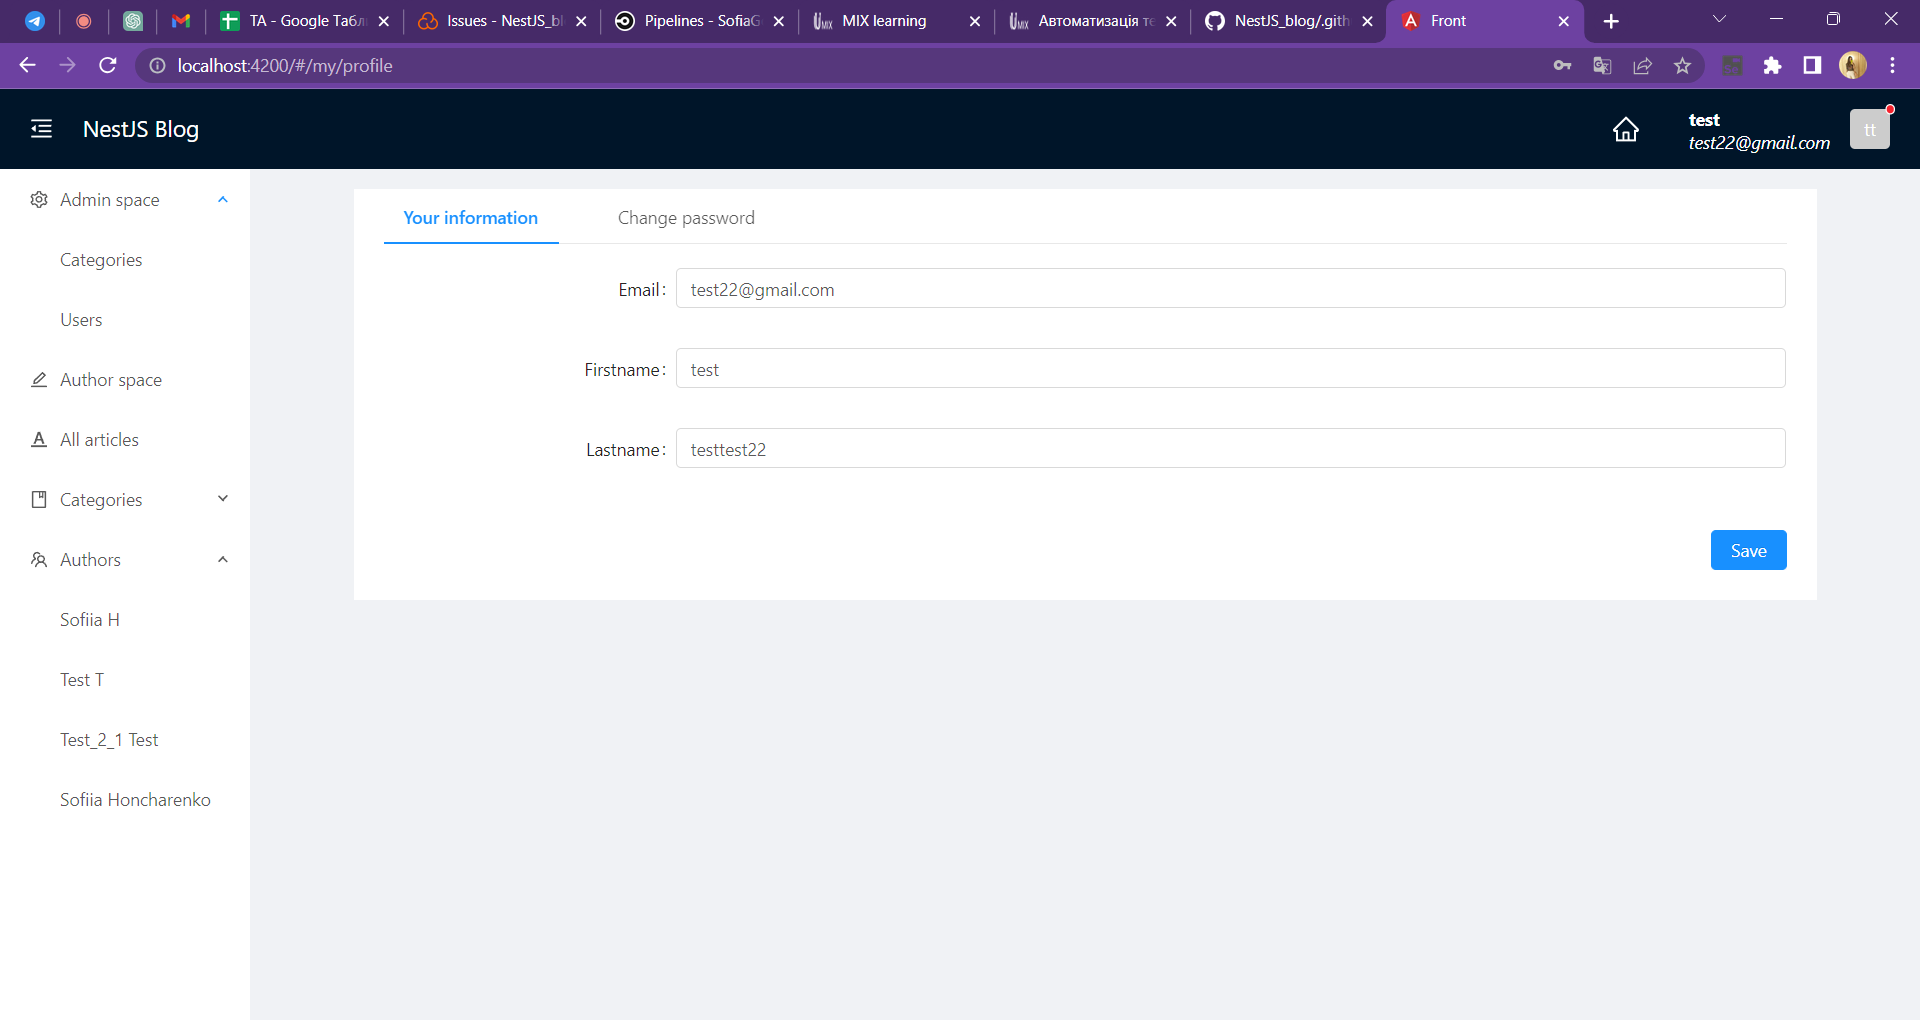 TA - Google Табл
Issues - NestJS_bl
Pipelines - SofiaG
MIX learning
Автоматизація те
NestJS_blog/.gith
Front
localhost:4200/#/my/profile
NestJS Blog
test
test22@gmail.com
tt
Admin space
Categories
Users
Author space
All articles
Categories
Authors
Sofiia H
Test T
Test_2_1 Test
Sofiia Honcharenko
Your information
Change password
Email: test22@gmail.com
Firstname: test
Lastname: testtest22
Save